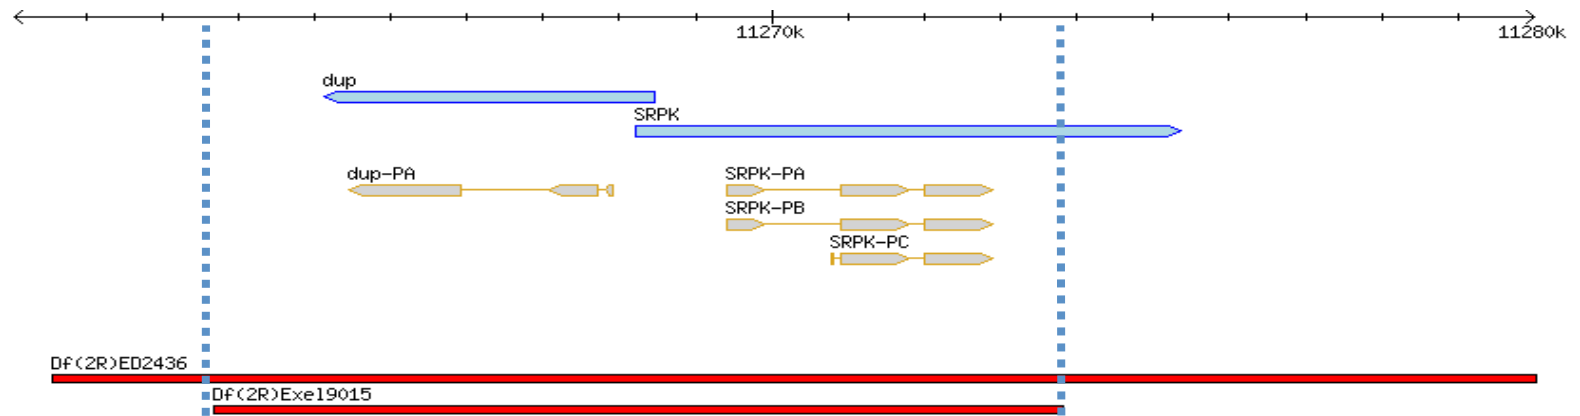 11270k 11280k
dup
SRPK
dup-PA SRPK-PA
SRPK-PB
SRPK-PC
Df(2R)ED2436
Df(2R)Exel9015